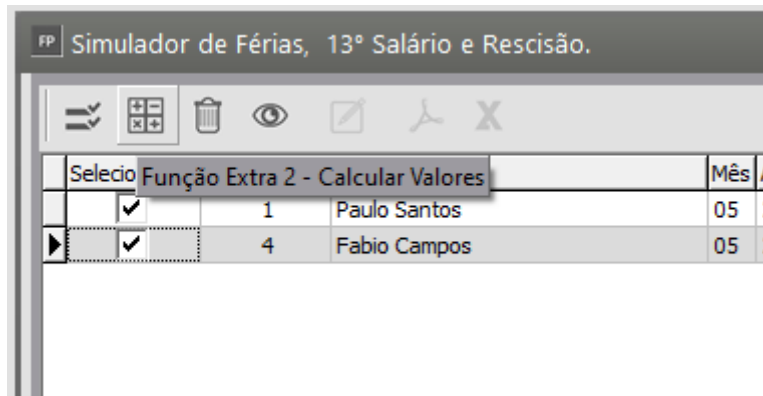 FP Simulador de Férias, 13º Salário e Rescisão.
Selecio Função Extra 2 - Calcular Valores Mês
1 Paulo Santos 05
4 Fabio Campos 05